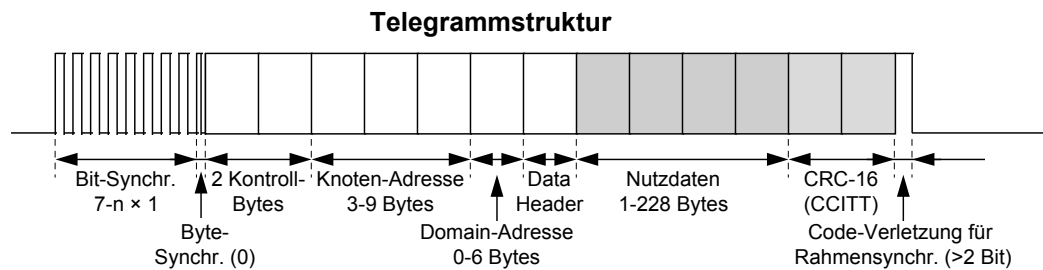 Telegrammstruktur
Bit-Synchr.
7-n × 1
2 Kontroll-
Bytes
Knoten-Adresse
3-9 Bytes
Data
Header
Nutzdaten
1-228 Bytes
CRC-16
(CCITT)
Byte-
Synchr. (0)
Domain-Adresse
0-6 Bytes
Code-Verletzung für
Rahmensynchr. (>2 Bit)